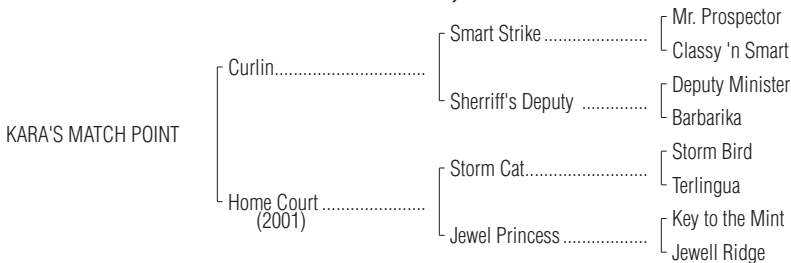 Mr. Prospector
Smart Strike .......................
Classy 'n Smart
Curlin.................................
Deputy Minister
Sherriff's Deputy ..............
Barbarika
KARA'S MATCH POINT
Storm Bird
Storm Cat..........................
Terlingua
Home Court ......................
(2001)
Key to the Mint
Jewel Princess ..................
Jewell Ridge